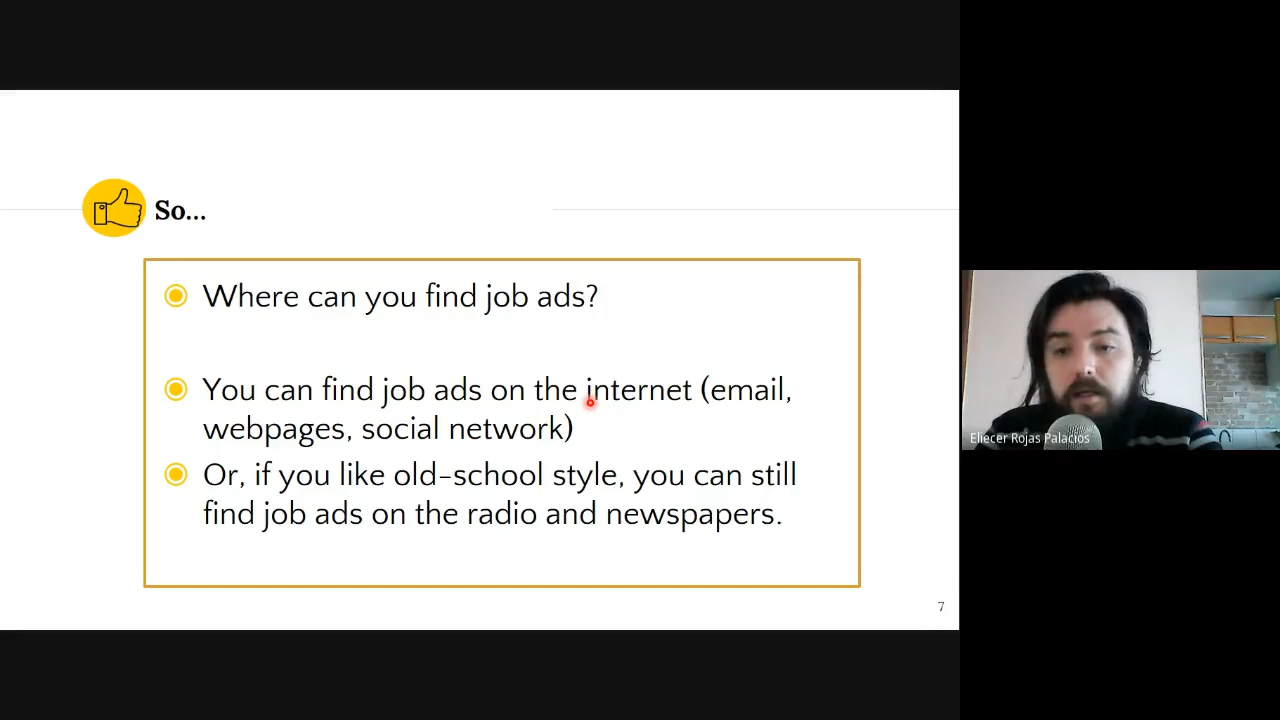 So...
Where can you find job ads?
You can find job ads on the internet (email,
webpages, social network)
Or, if you like old-school style, you can still
find job ads on the radio and newspapers.
7
Eliecer Rojas Palacios